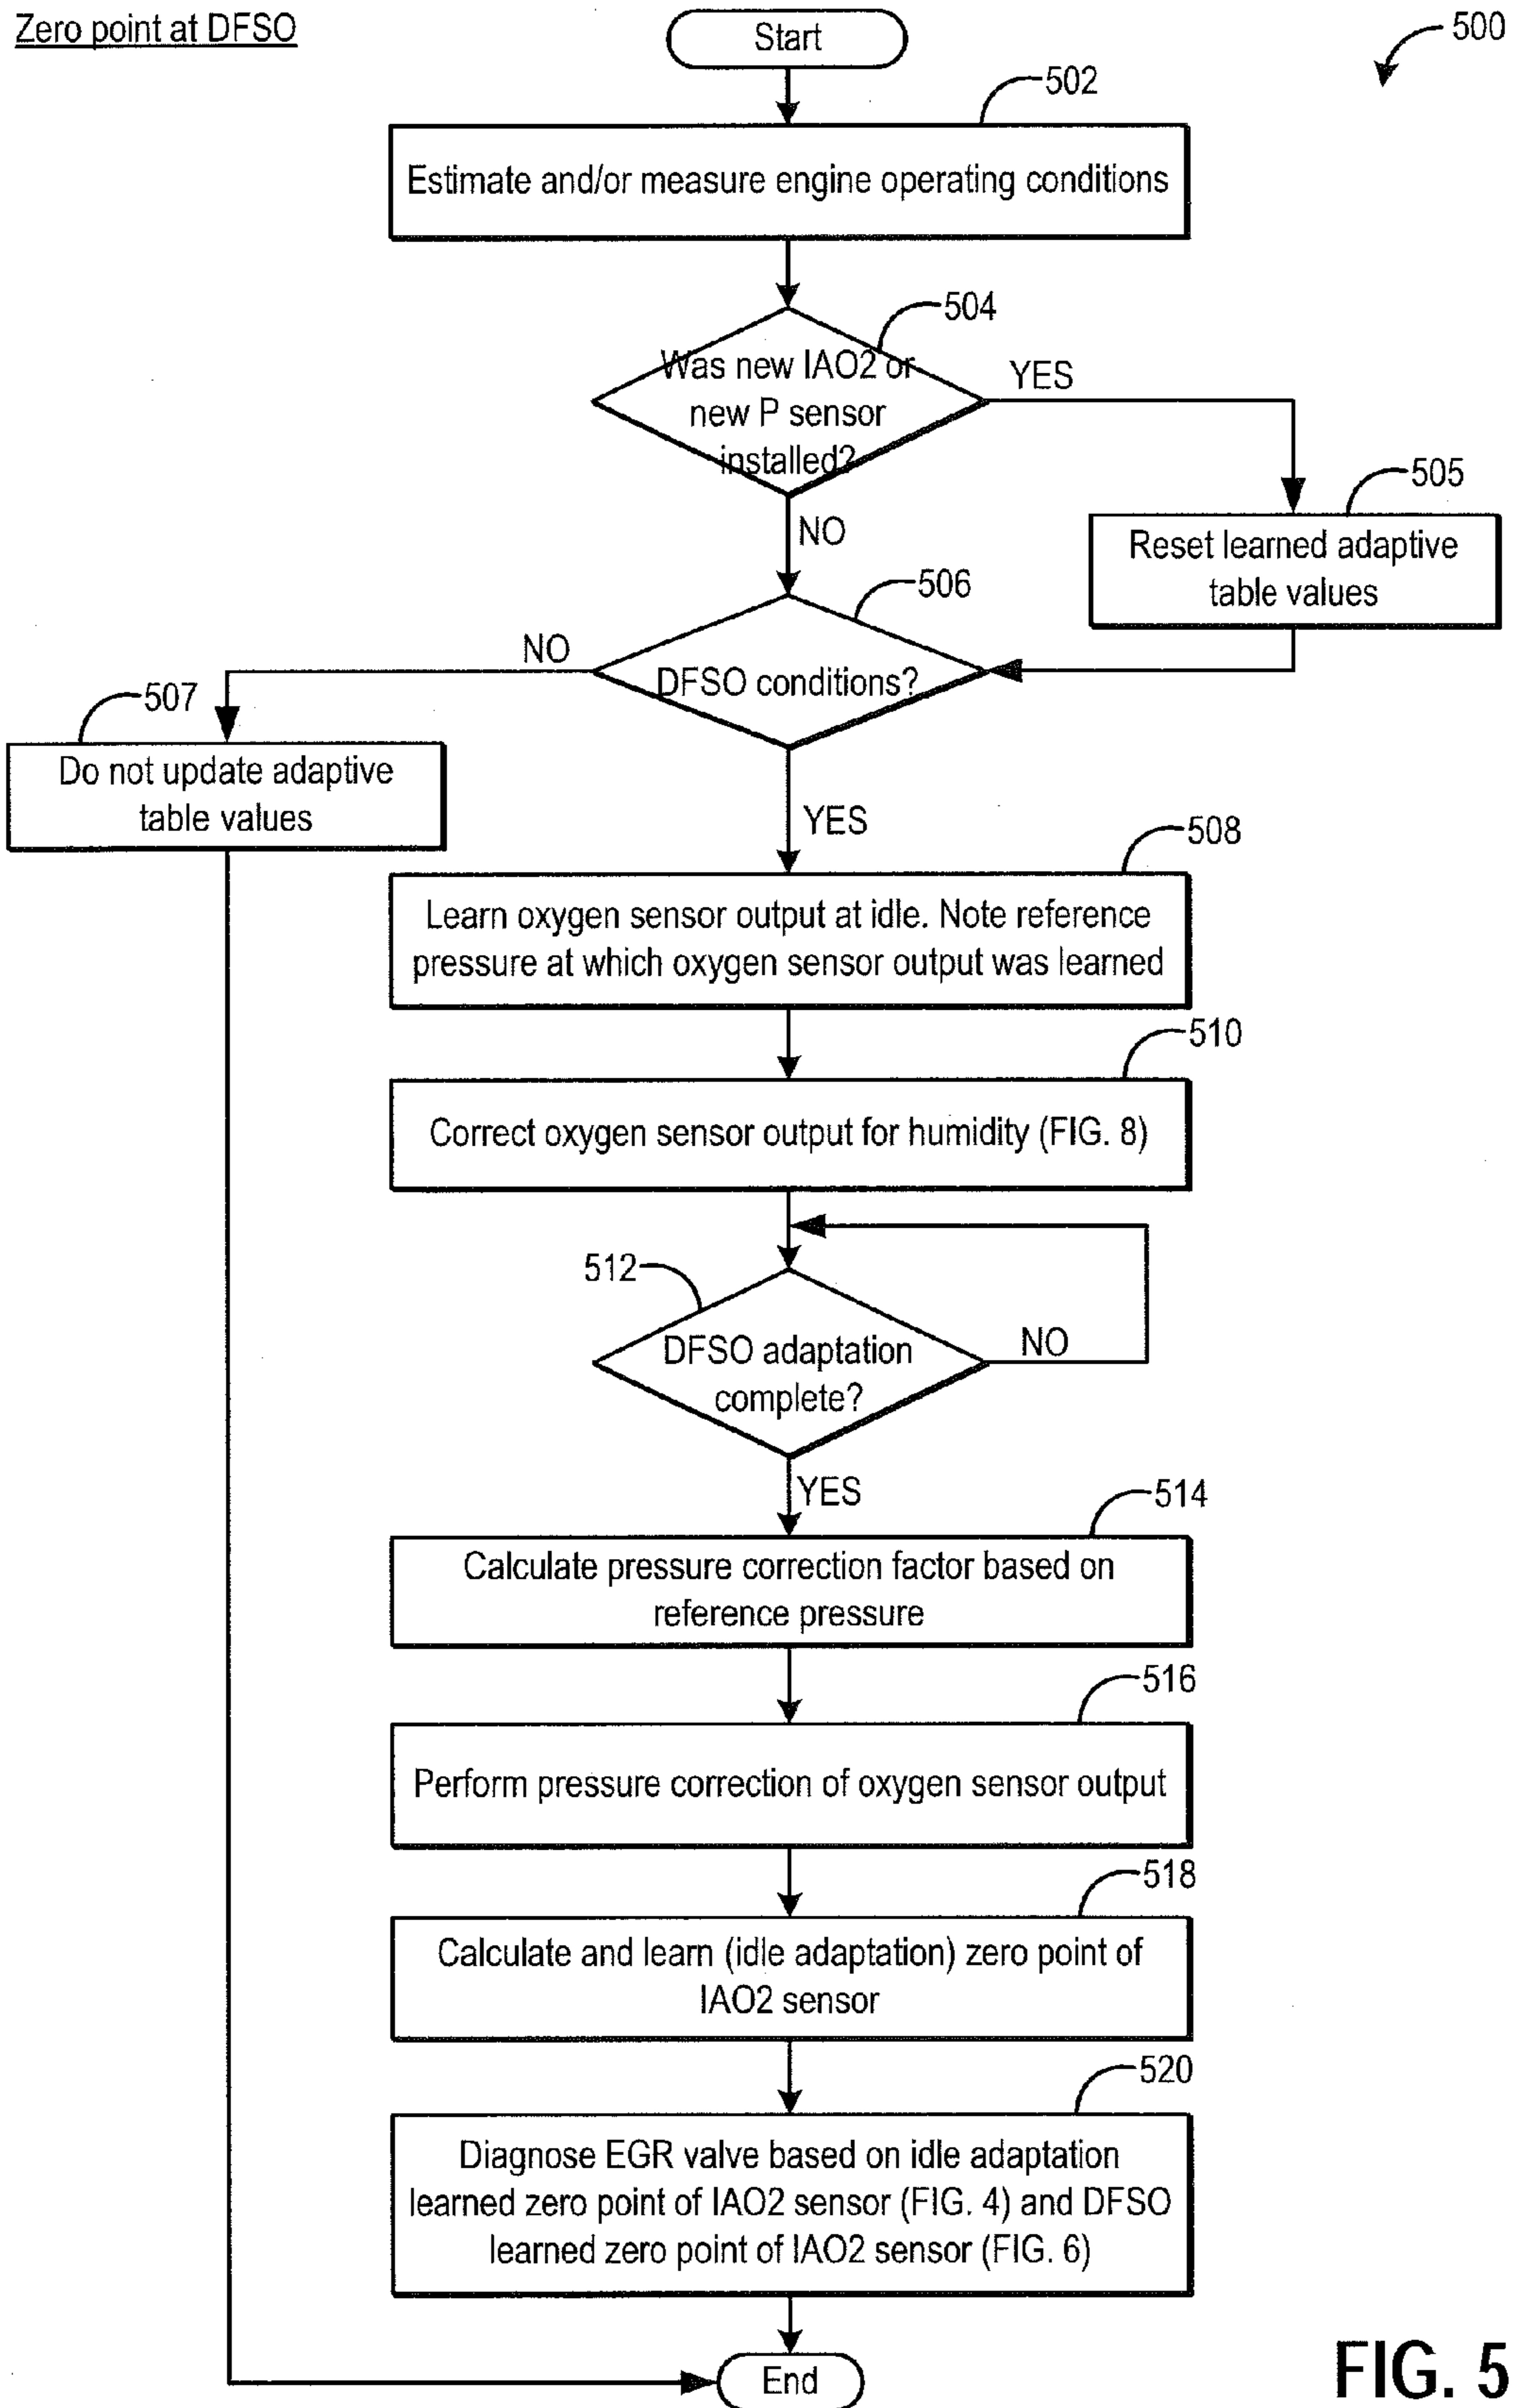 Zero point at DFSO
500
Start
502
Estimate and/or measure engine operating conditions
504
Was new IAO2 or
new P sensor
installed?
YES
NO
505
Reset learned adaptive
table values
506
DFSO conditions?
NO
507
Do not update adaptive
table values
YES
508
Learn oxygen sensor output at idle. Note reference
pressure at which oxygen sensor output was learned
510
Correct oxygen sensor output for humidity (FIG. 8)
512
DFSO adaptation
complete?
NO
YES
514
Calculate pressure correction factor based on
reference pressure
516
Perform pressure correction of oxygen sensor output
518
Calculate and learn (idle adaptation) zero point of
IAO2 sensor
520
Diagnose EGR valve based on idle adaptation
learned zero point of IAO2 sensor (FIG. 4) and DFSO
learned zero point of IAO2 sensor (FIG. 6)
End
FIG. 5